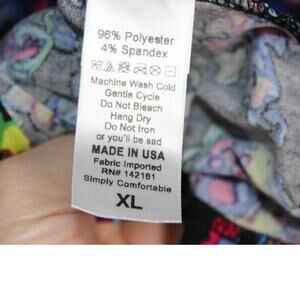 96% Polyester
4% Spandex
Machine Wash Cold
Gentle Cycle
Do Not Bleach
Hang Dry
Do Not Iron
or you'll be sad
MADE IN USA
Fabric Imported
RN# 142161
Simply Comfortable
XL